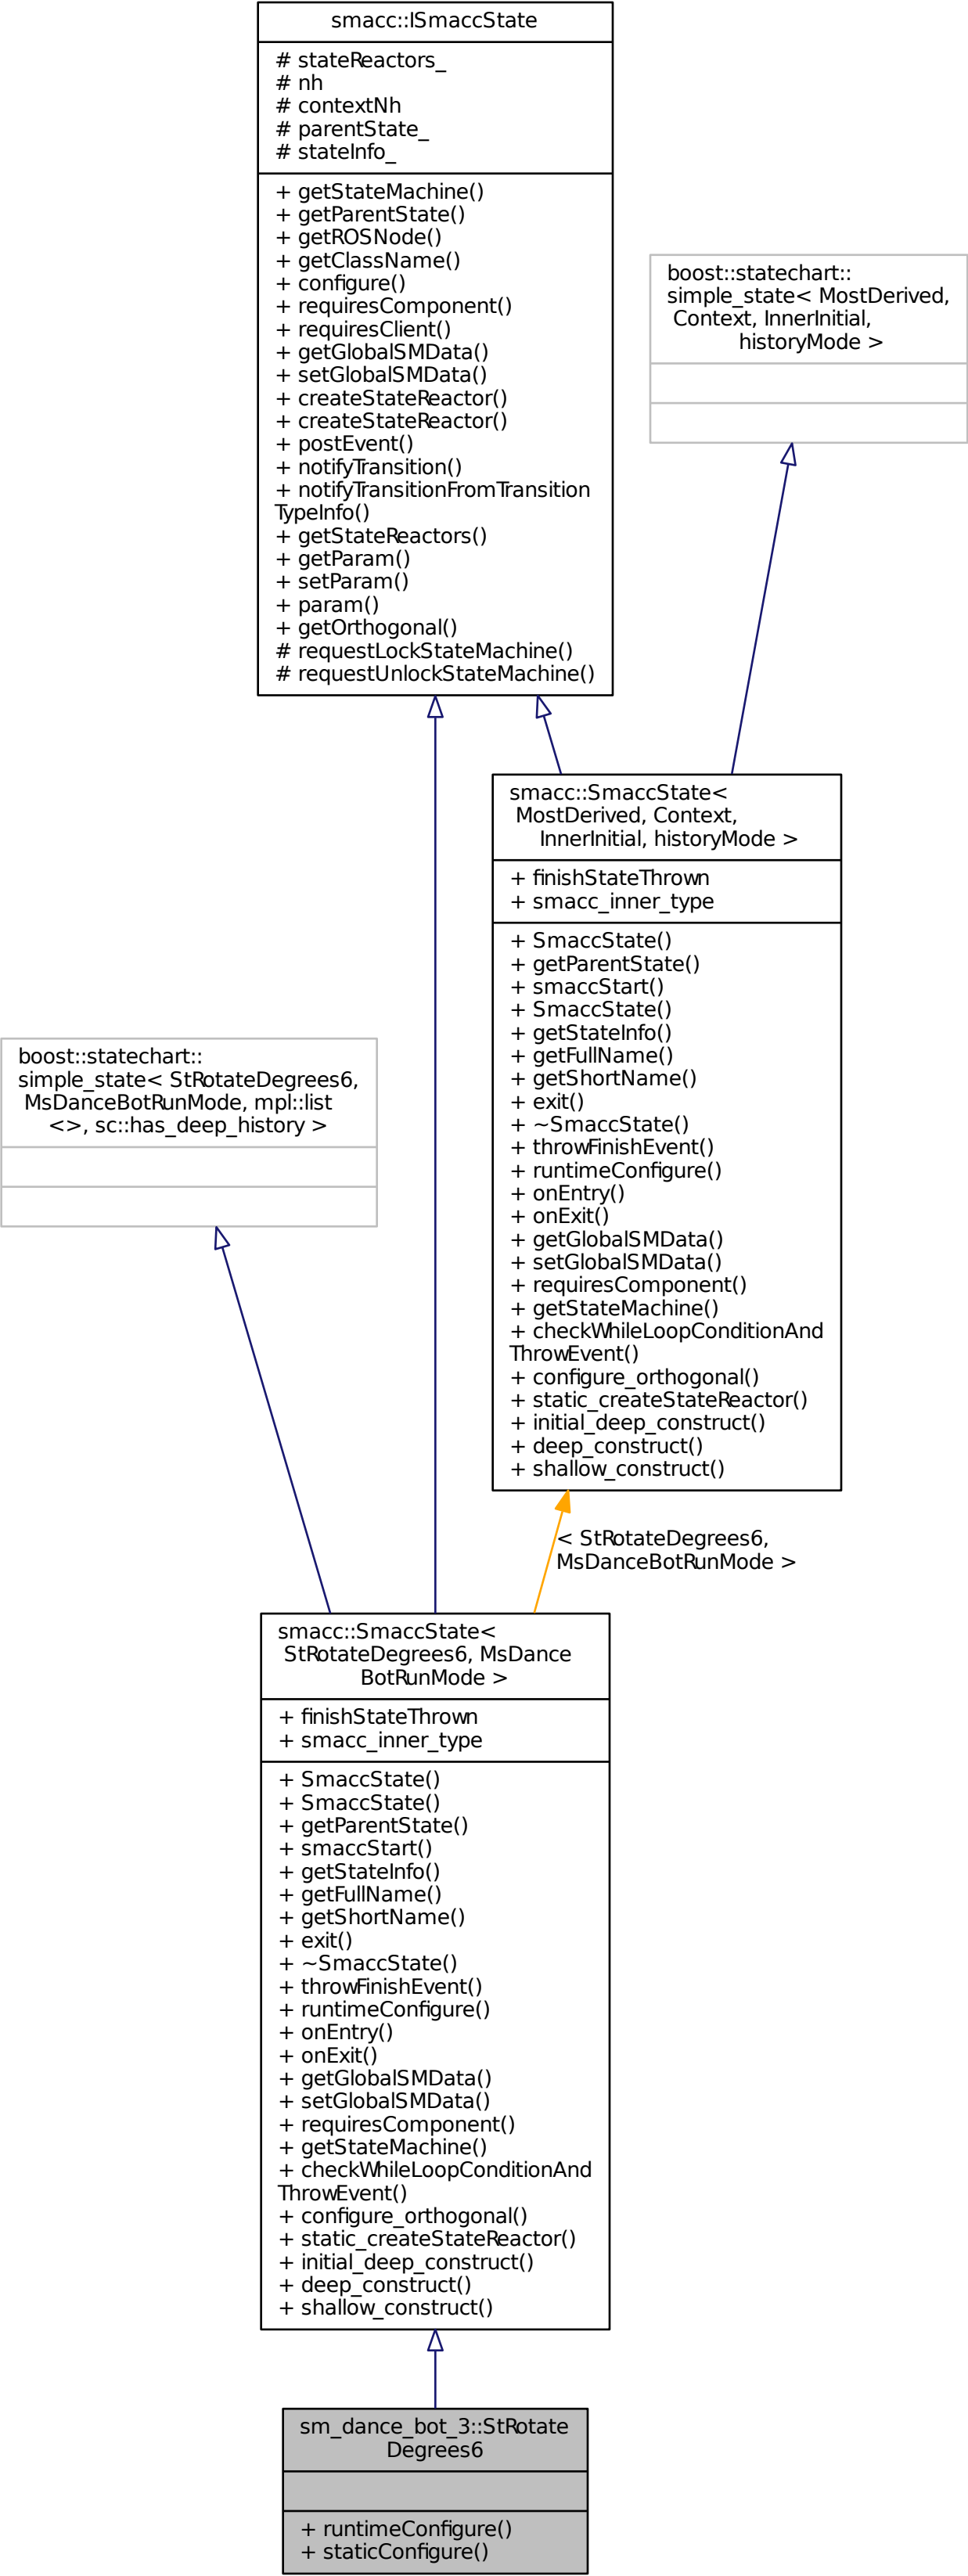 smacc::ISmaccState
# stateReactors_
# nh
# contextNh
# parentState_
# stateInfo_
+ getStateMachine()
+ getParentState()
+ getROSNode()
+ getClassName()
+ configure()
+ requiresComponent()
+ requiresClient()
+ getGlobalSMData()
+ setGlobalSMData()
+ createStateReactor()
+ createStateReactor()
+ postEvent()
+ notifyTransition()
+ notifyTransitionFromTransition
TypeInfo()
+ getStateReactors()
+ getParam()
+ setParam()
+ param()
+ getOrthogonal()
# requestLockStateMachine()
# requestUnlockStateMachine()
boost::statechart::
simple_state< MostDerived,
Context, InnerInitial,
historyMode >
smacc::SmaccState<
MostDerived, Context,
InnerInitial, historyMode >
+ finishStateThrown
+ smacc_inner_type
+ SmaccState()
+ getParentState()
+ smaccStart()
+ SmaccState()
+ getStateInfo()
+ getFullName()
+ getShortName()
+ exit()
+ ~SmaccState()
+ throwFinishEvent()
+ runtimeConfigure()
+ onEntry()
+ onExit()
+ getGlobalSMData()
+ setGlobalSMData()
+ requiresComponent()
+ getStateMachine()
+ checkWhileLoopConditionAnd
ThrowEvent()
+ configure_orthogonal()
+ static_createStateReactor()
+ initial_deep_construct()
+ deep_construct()
+ shallow_construct()
boost::statechart::
simple_state< StRotateDegrees6,
MsDanceBotRunMode, mpl::list
<>, sc::has_deep_history >
< StRotateDegrees6,
MsDanceBotRunMode >
smacc::SmaccState<
StRotateDegrees6, MsDance
BotRunMode >
+ finishStateThrown
+ smacc_inner_type
+ SmaccState()
+ SmaccState()
+ getParentState()
+ smaccStart()
+ getStateInfo()
+ getFullName()
+ getShortName()
+ exit()
+ ~SmaccState()
+ throwFinishEvent()
+ runtimeConfigure()
+ onEntry()
+ onExit()
+ getGlobalSMData()
+ setGlobalSMData()
+ requiresComponent()
+ getStateMachine()
+ checkWhileLoopConditionAnd
ThrowEvent()
+ configure_orthogonal()
+ static_createStateReactor()
+ initial_deep_construct()
+ deep_construct()
+ shallow_construct()
sm_dance_bot_3::StRotate
Degrees6
+ runtimeConfigure()
+ staticConfigure()